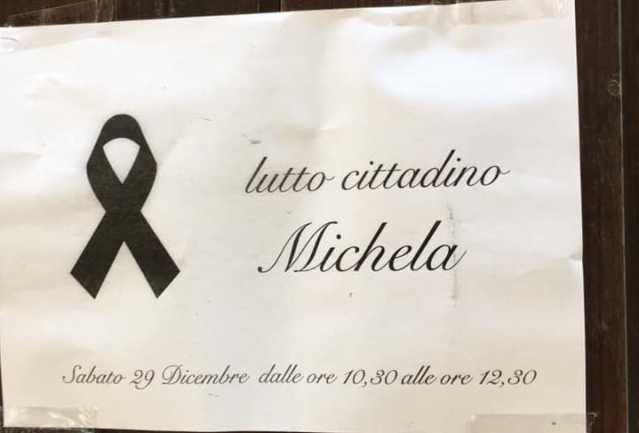 lutto cittadino
Michela
Sabato 29 Dicembre dalle ore 10,30 alle ore 12,30